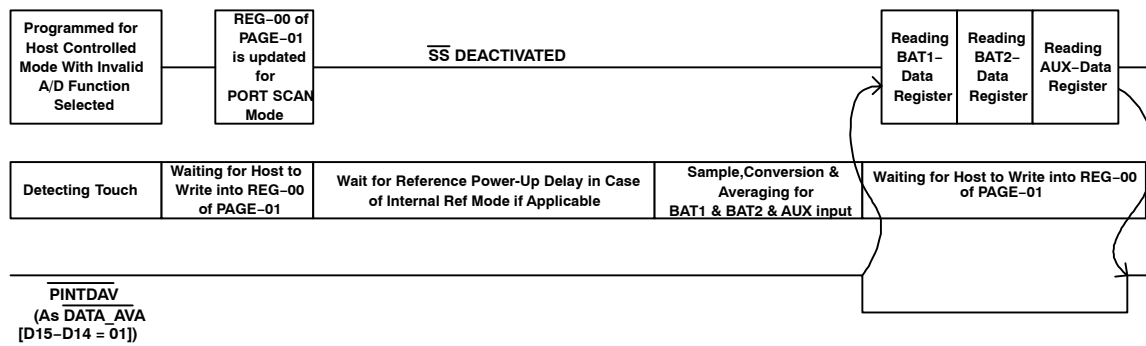 Programmed for
Host Controlled
Mode With Invalid
A/D Function
Selected
REG−00 of
PAGE−01
is updated
for
PORT SCAN
Mode
SS DEACTIVATED
Reading
BAT1−
Data
Register
Reading
BAT2−
Data
Register
Reading
AUX−Data
Register
Detecting Touch
Waiting for Host to
Write into REG−00
of PAGE−01
Wait for Reference Power-Up Delay in Case
of Internal Ref Mode if Applicable
Sample,Conversion &
Averaging for
BAT1 & BAT2 & AUX input
Waiting for Host to Write into REG−00
of PAGE−01
PINTDAV
(As DATA_AVA
[D15−D14 = 01])